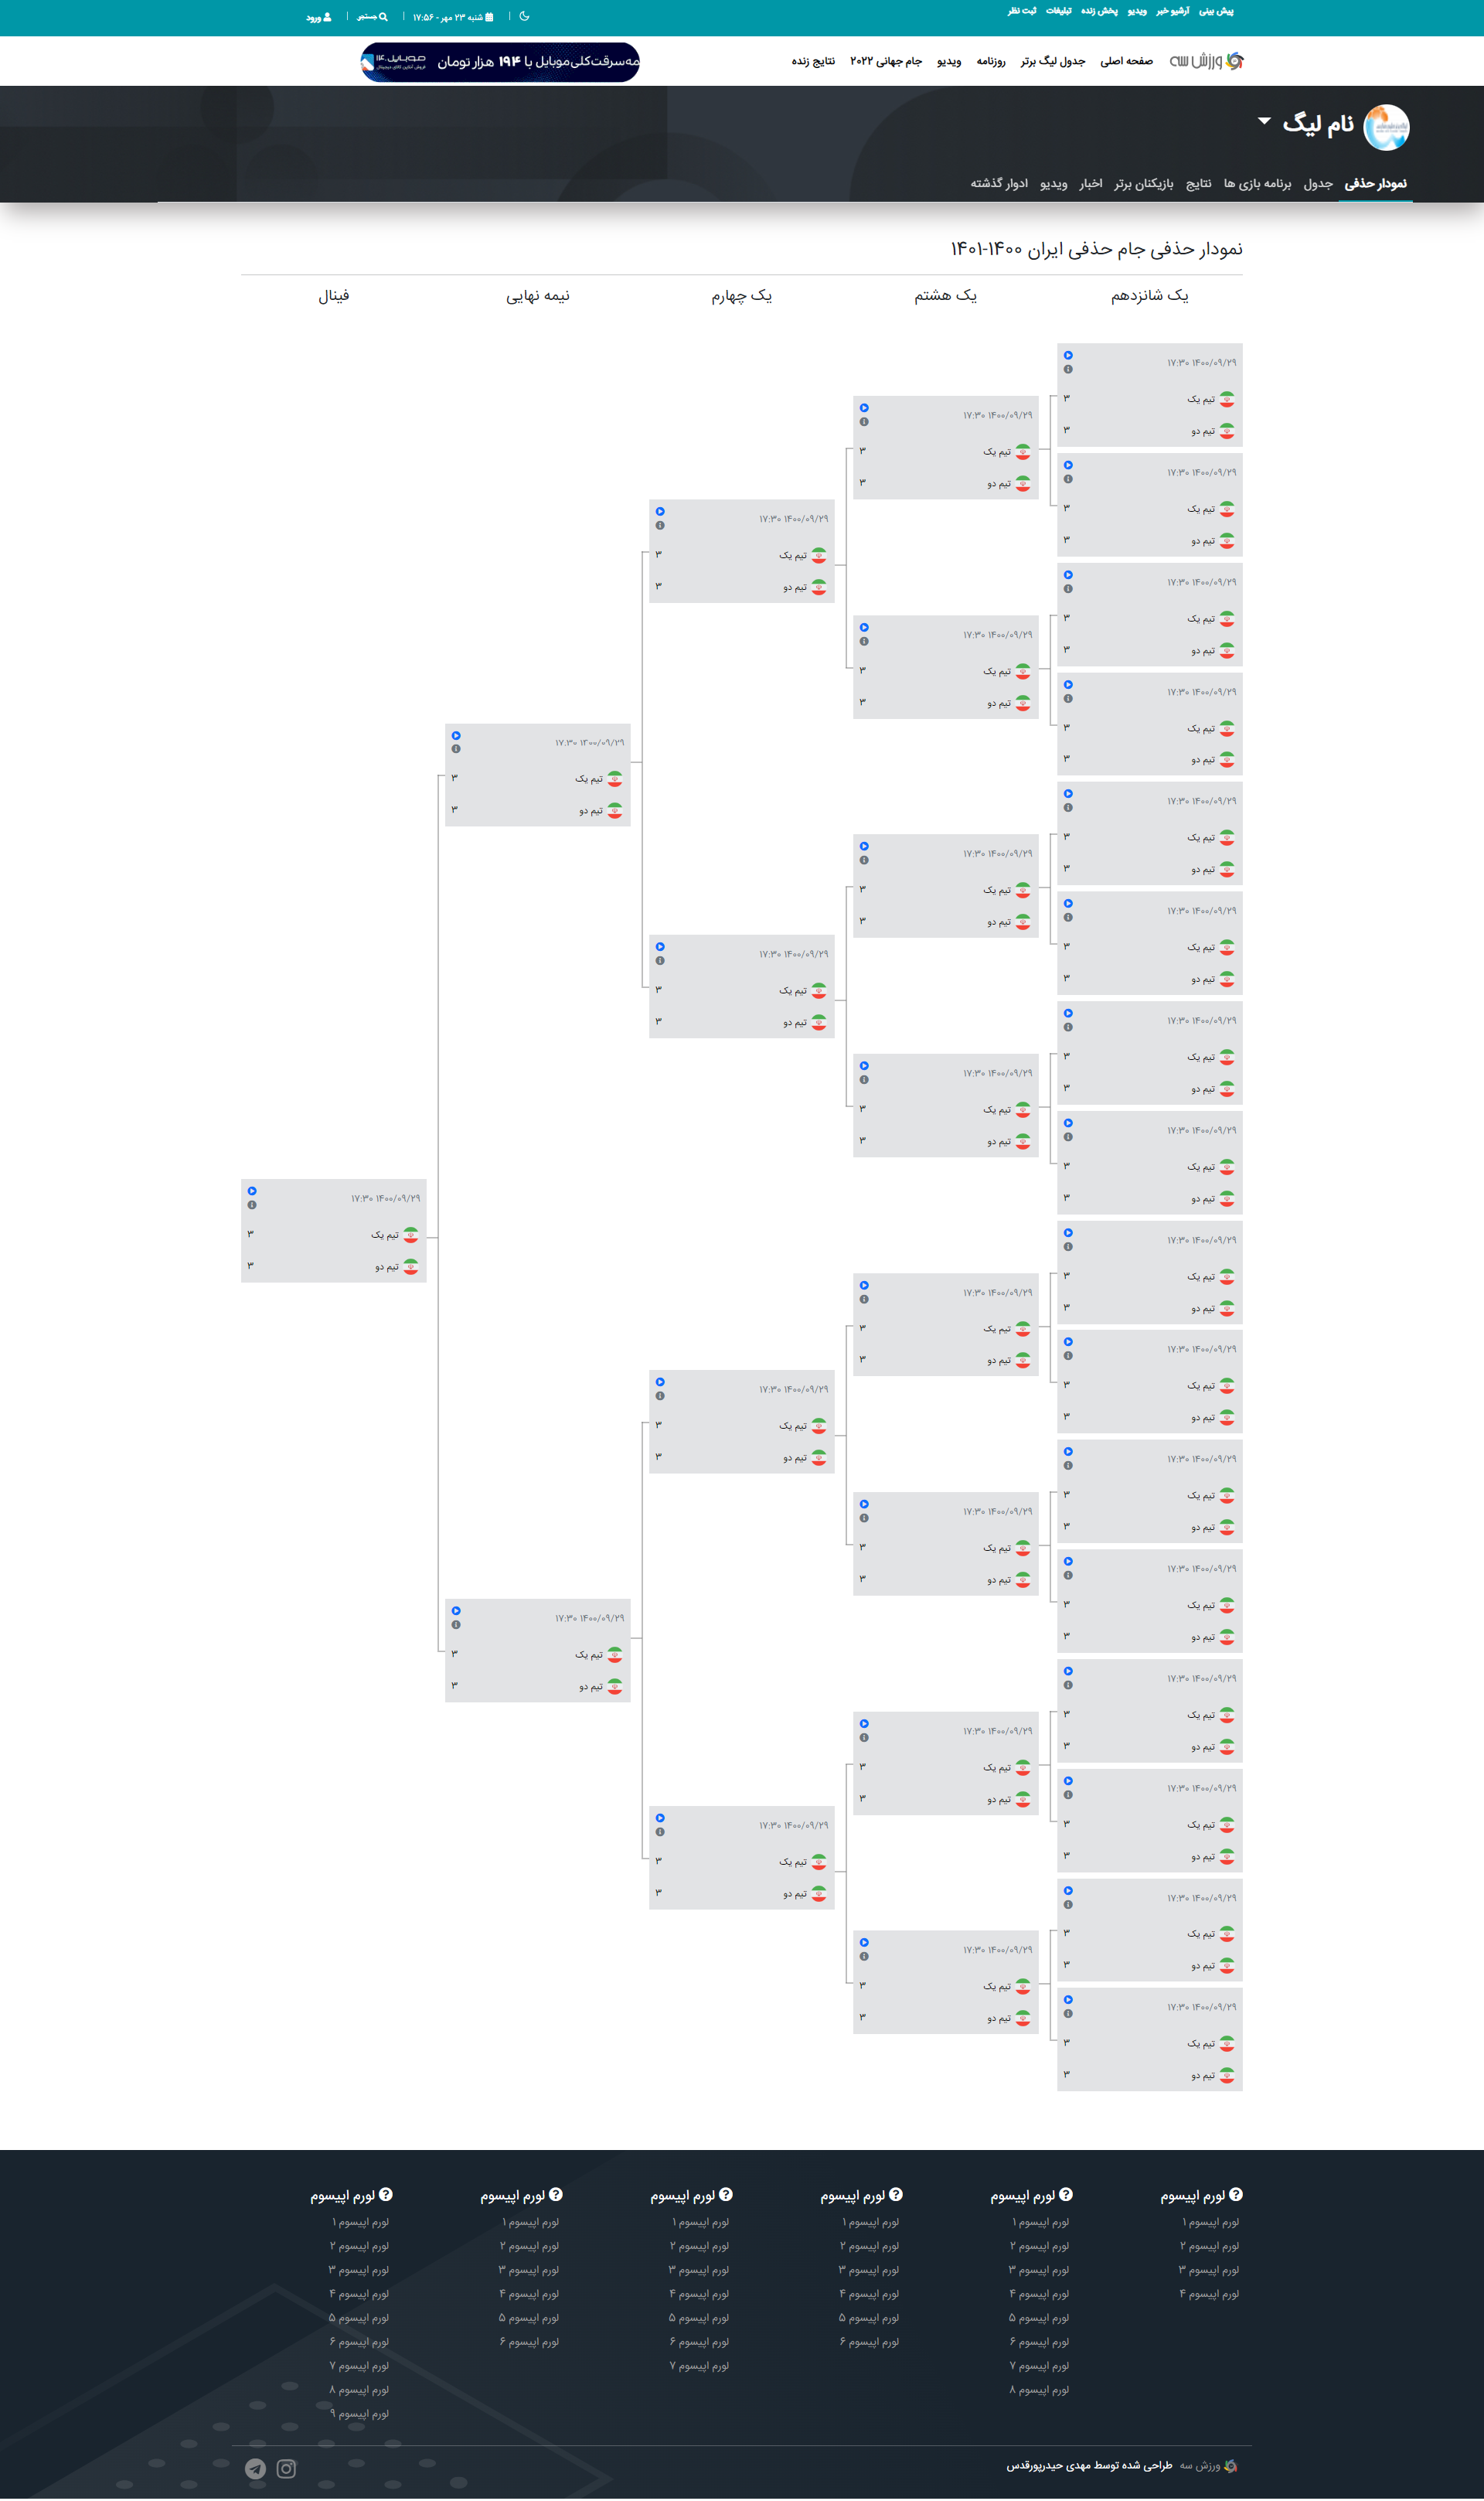 پیش بینی آرشیو خبر ویدیو پخش زنده تبلیغات ثبت نظر
شنبه ۲۳ مهر - ۱۷:۵۶ | جستجو | ورود
ورزش سه
صفحه اصلی جدول لیگ برتر روزنامه ویدیو جام جهانی ۲۰۲۲ نتایج زنده
مه‌سرقت‌کلی‌موبایل با ۱۹۴ هزار تومان
نام لیگ
نمودار حذفی جدول برنامه بازی ها نتایج بازیکنان برتر اخبار ویدیو ادوار گذشته
نمودار حذفی جام حذفی ایران ۱۴۰۰-۱۴۰۱
یک شانزدهم یک هشتم یک چهارم نیمه نهایی فینال
۱۴۰۰/۰۹/۲۹ ۱۷:۳۰
تیم یک ۳
تیم دو ۳
۱۴۰۰/۰۹/۲۹ ۱۷:۳۰
تیم یک ۳
تیم دو ۳
۱۴۰۰/۰۹/۲۹ ۱۷:۳۰
تیم یک ۳
تیم دو ۳
۱۴۰۰/۰۹/۲۹ ۱۷:۳۰
تیم یک ۳
تیم دو ۳
۱۴۰۰/۰۹/۲۹ ۱۷:۳۰
تیم یک ۳
تیم دو ۳
۱۴۰۰/۰۹/۲۹ ۱۷:۳۰
تیم یک ۳
تیم دو ۳
۱۴۰۰/۰۹/۲۹ ۱۷:۳۰
تیم یک ۳
تیم دو ۳
۱۴۰۰/۰۹/۲۹ ۱۷:۳۰
تیم یک ۳
تیم دو ۳
۱۴۰۰/۰۹/۲۹ ۱۷:۳۰
تیم یک ۳
تیم دو ۳
۱۴۰۰/۰۹/۲۹ ۱۷:۳۰
تیم یک ۳
تیم دو ۳
۱۴۰۰/۰۹/۲۹ ۱۷:۳۰
تیم یک ۳
تیم دو ۳
۱۴۰۰/۰۹/۲۹ ۱۷:۳۰
تیم یک ۳
تیم دو ۳
۱۴۰۰/۰۹/۲۹ ۱۷:۳۰
تیم یک ۳
تیم دو ۳
۱۴۰۰/۰۹/۲۹ ۱۷:۳۰
تیم یک ۳
تیم دو ۳
۱۴۰۰/۰۹/۲۹ ۱۷:۳۰
تیم یک ۳
تیم دو ۳
۱۴۰۰/۰۹/۲۹ ۱۷:۳۰
تیم یک ۳
تیم دو ۳
۱۴۰۰/۰۹/۲۹ ۱۷:۳۰
تیم یک ۳
تیم دو ۳
۱۴۰۰/۰۹/۲۹ ۱۷:۳۰
تیم یک ۳
تیم دو ۳
۱۴۰۰/۰۹/۲۹ ۱۷:۳۰
تیم یک ۳
تیم دو ۳
۱۴۰۰/۰۹/۲۹ ۱۷:۳۰
تیم یک ۳
تیم دو ۳
۱۴۰۰/۰۹/۲۹ ۱۷:۳۰
تیم یک ۳
تیم دو ۳
۱۴۰۰/۰۹/۲۹ ۱۷:۳۰
تیم یک ۳
تیم دو ۳
۱۴۰۰/۰۹/۲۹ ۱۷:۳۰
تیم یک ۳
تیم دو ۳
۱۴۰۰/۰۹/۲۹ ۱۷:۳۰
تیم یک ۳
تیم دو ۳
۱۴۰۰/۰۹/۲۹ ۱۷:۳۰
تیم یک ۳
تیم دو ۳
۱۴۰۰/۰۹/۲۹ ۱۷:۳۰
تیم یک ۳
تیم دو ۳
۱۴۰۰/۰۹/۲۹ ۱۷:۳۰
تیم یک ۳
تیم دو ۳
۱۴۰۰/۰۹/۲۹ ۱۷:۳۰
تیم یک ۳
تیم دو ۳
۱۴۰۰/۰۹/۲۹ ۱۷:۳۰
تیم یک ۳
تیم دو ۳
۱۴۰۰/۰۹/۲۹ ۱۷:۳۰
تیم یک ۳
تیم دو ۳
۱۴۰۰/۰۹/۲۹ ۱۷:۳۰
تیم یک ۳
تیم دو ۳
لورم اپیسوم
لورم اپیسوم ۱
لورم اپیسوم ۲
لورم اپیسوم ۳
لورم اپیسوم ۴
لورم اپیسوم
لورم اپیسوم ۱
لورم اپیسوم ۲
لورم اپیسوم ۳
لورم اپیسوم ۴
لورم اپیسوم ۵
لورم اپیسوم ۶
لورم اپیسوم ۷
لورم اپیسوم ۸
لورم اپیسوم
لورم اپیسوم ۱
لورم اپیسوم ۲
لورم اپیسوم ۳
لورم اپیسوم ۴
لورم اپیسوم ۵
لورم اپیسوم ۶
لورم اپیسوم
لورم اپیسوم ۱
لورم اپیسوم ۲
لورم اپیسوم ۳
لورم اپیسوم ۴
لورم اپیسوم ۵
لورم اپیسوم ۶
لورم اپیسوم ۷
لورم اپیسوم
لورم اپیسوم ۱
لورم اپیسوم ۲
لورم اپیسوم ۳
لورم اپیسوم ۴
لورم اپیسوم ۵
لورم اپیسوم ۶
لورم اپیسوم
لورم اپیسوم ۱
لورم اپیسوم ۲
لورم اپیسوم ۳
لورم اپیسوم ۴
لورم اپیسوم ۵
لورم اپیسوم ۶
لورم اپیسوم ۷
لورم اپیسوم ۸
لورم اپیسوم ۹
ورزش سه طراحی شده توسط مهدی حیدرپورقدس